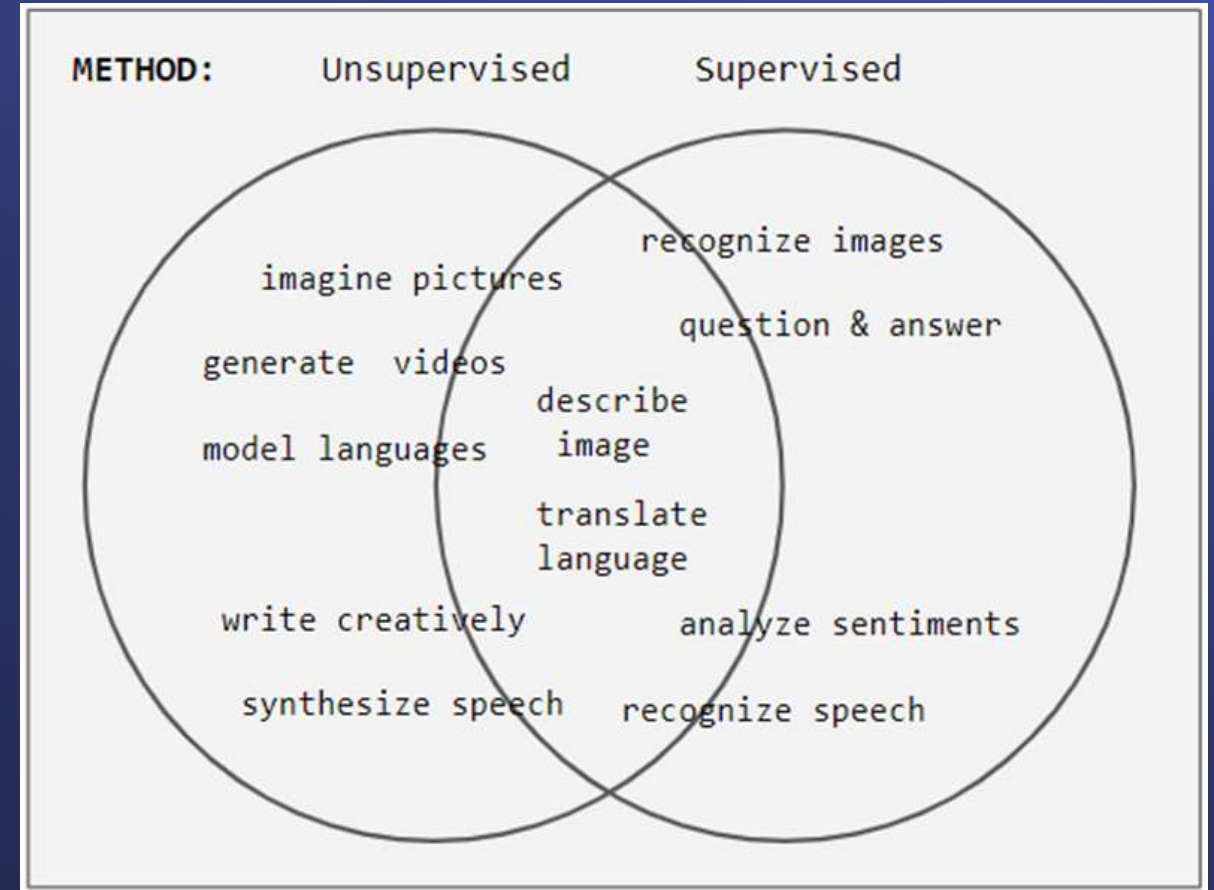 METHOD: Unsupervised Supervised
recognize images
imagine pictures
question & answer
generate videos
describe
image
model languages
translate
language
write creatively
analyze sentiments
synthesize speech
recognize speech